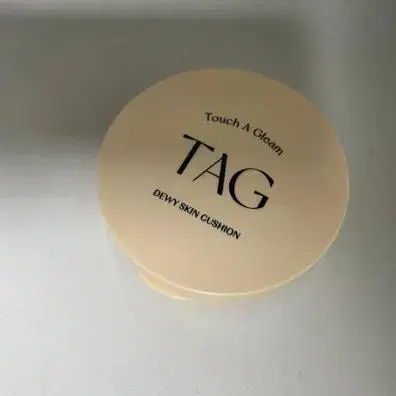 Touch A Gleam
TAG
DEWY SKIN CUSHION